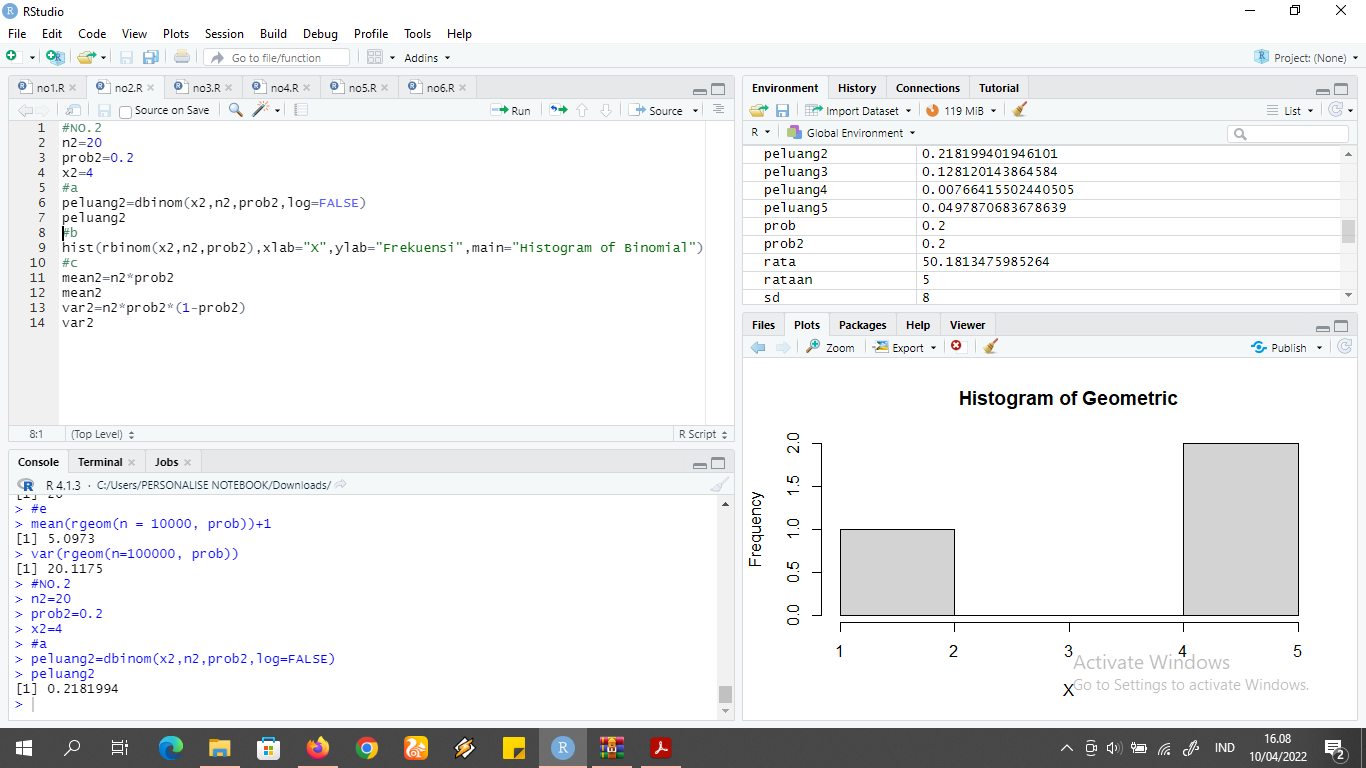 RStudio
File Edit Code View Plots Session Build Debug Profile Tools Help
Go to file/function Addins Project: (None)
no1.R no2.R no3.R no4.R no5.R no6.R
Source on Save Run Source
1 #NO.2
2 n2=20
3 prob2=0.2
4 x2=4
5 #a
6 peluang2=dbinom(x2,n2,prob2,log=FALSE)
7 peluang2
8 #b
9 hist(rbinom(x2,n2,prob2),xlab="X",ylab="Frekuensi",main="Histogram of Binomial")
10 #c
11 mean2=n2*prob2
12 mean2
13 var2=n2*prob2*(1-prob2)
14 var2
8:1 (Top Level) R Script
Console Terminal Jobs
R 4.1.3 · C:/Users/PERSONALISE NOTEBOOK/Downloads/
[1] 20
> #e
> mean(rgeom(n = 10000, prob))+1
[1] 5.0973
> var(rgeom(n=100000, prob))
[1] 20.1175
> #NO.2
> n2=20
> prob2=0.2
> x2=4
> #a
> peluang2=dbinom(x2,n2,prob2,log=FALSE)
> peluang2
[1] 0.2181994
>
Environment History Connections Tutorial
Import Dataset 119 MiB List
R Global Environment
peluang2 0.218199401946101
peluang3 0.128120143864584
peluang4 0.00766415502440505
peluang5 0.0497870683678639
prob 0.2
prob2 0.2
rata 50.1813475985264
rataan 5
sd 8
Files Plots Packages Help Viewer
Zoom Export Publish
Histogram of Geometric
Frequency
0.0 0.5 1.0 1.5 2.0
1 2 3 4 5
X
Activate Windows
Go to Settings to activate Windows.
IND
16.08
10/04/2022
2